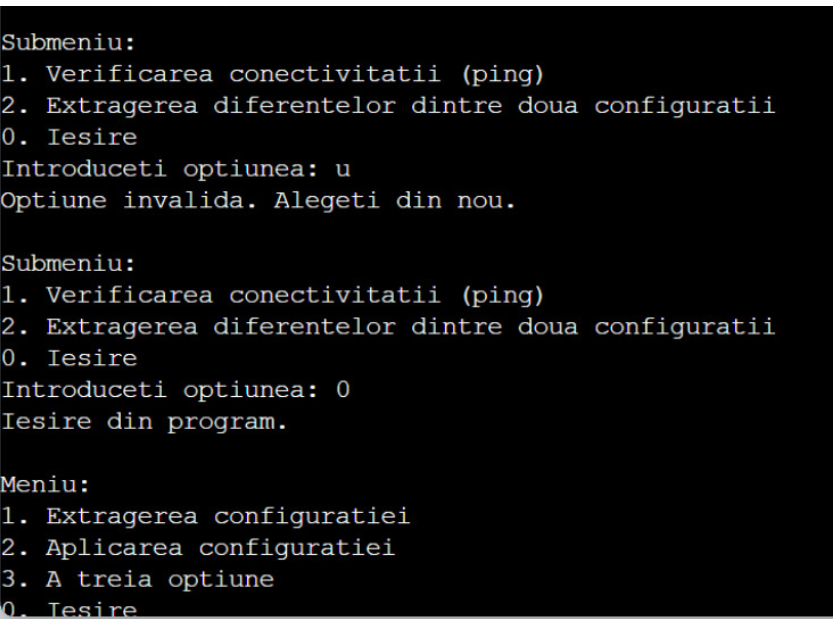 Submeniu:
1. Verificarea conectivitatii (ping)
2. Extragerea diferentelor dintre doua configuratii
0. Iesire
Introduceti optiunea: u
Optiune invalida. Alegeti din nou.
Submeniu:
1. Verificarea conectivitatii (ping)
2. Extragerea diferentelor dintre doua configuratii
0. Iesire
Introduceti optiunea: 0
Iesire din program.
Meniu:
1. Extragerea configuratiei
2. Aplicarea configuratiei
3. A treia optiune
0. Iesire